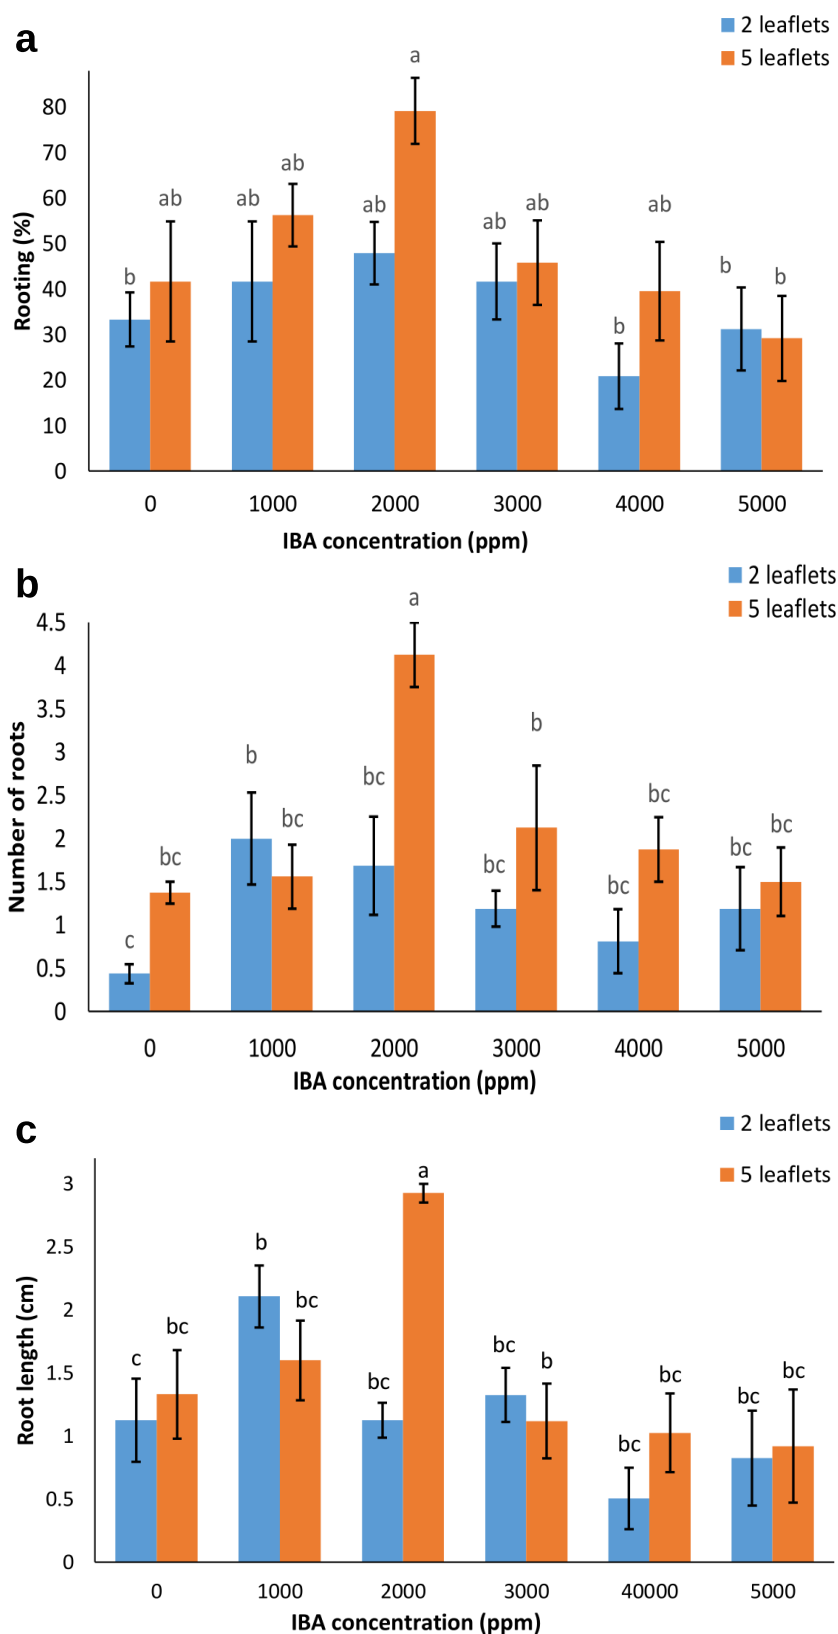 a
2 leaflets
5 leaflets
Rooting (%)
80
70
60
50
40
30
20
10
0
b ab ab ab ab a ab ab b ab b b
0 1000 2000 3000 4000 5000
IBA concentration (ppm)
b
2 leaflets
5 leaflets
Number of roots
4.5
4
3.5
3
2.5
2
1.5
1
0.5
0
c bc b bc bc a bc b bc bc bc bc
0 1000 2000 3000 4000 5000
IBA concentration (ppm)
c
2 leaflets
5 leaflets
Root length (cm)
3
2.5
2
1.5
1
0.5
0
c bc b bc bc a bc b bc bc bc bc
0 1000 2000 3000 40000 5000
IBA concentration (ppm)